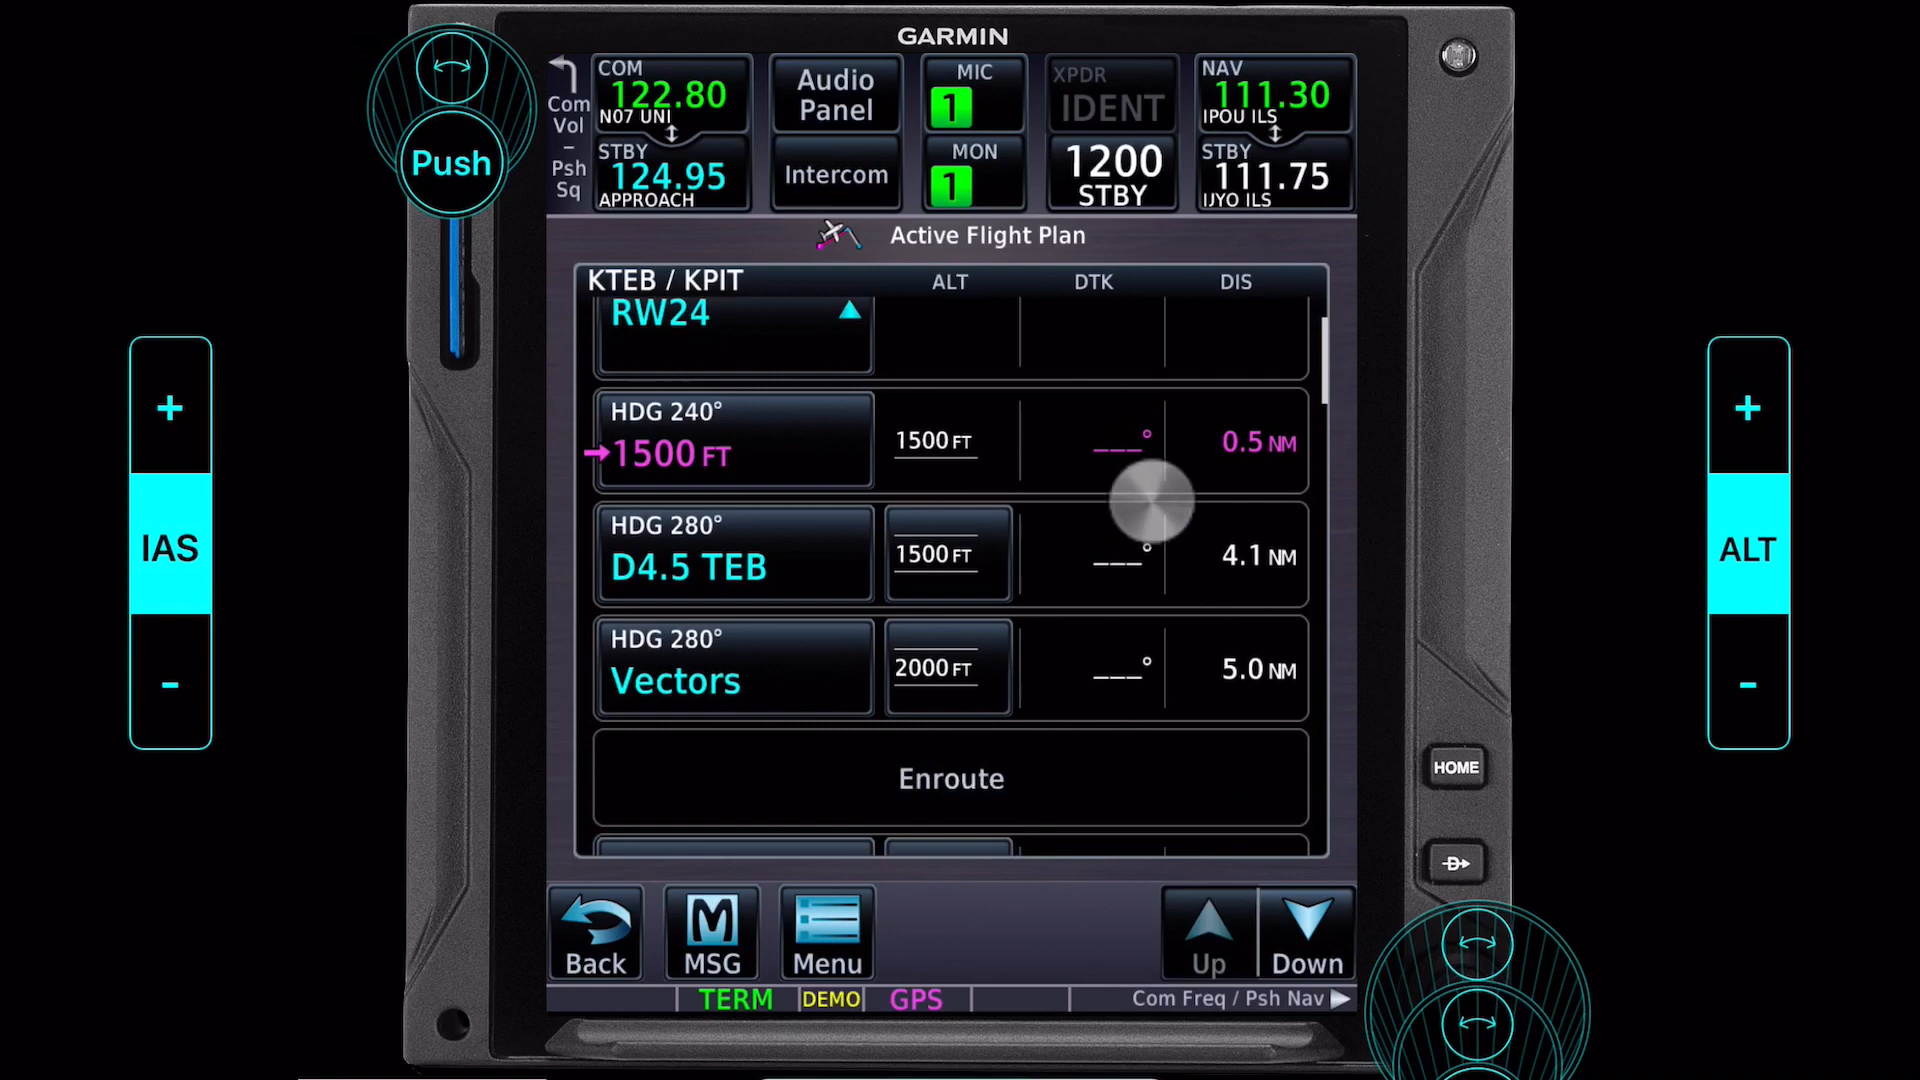 GARMIN
Com
Vol
-
Psh
Sq
COM
122.80
N07 UNI
STBY
124.95
APPROACH
Audio
Panel
Intercom
MIC
1
MON
1
XPDR
IDENT
1200
STBY
NAV
111.30
IPOU ILS
STBY
111.75
IJYO ILS
Push
Active Flight Plan
KTEB / KPIT ALT DTK DIS
RW24
HDG 240°
1500 FT 1500 FT ___° 0.5 NM
HDG 280°
D4.5 TEB 1500 FT ___° 4.1 NM
HDG 280°
Vectors 2000 FT ___° 5.0 NM
Enroute
+
IAS
-
+
ALT
-
HOME
D
Back
MSG
Menu
Up
Down
TERM DEMO GPS Com Freq / Psh Nav